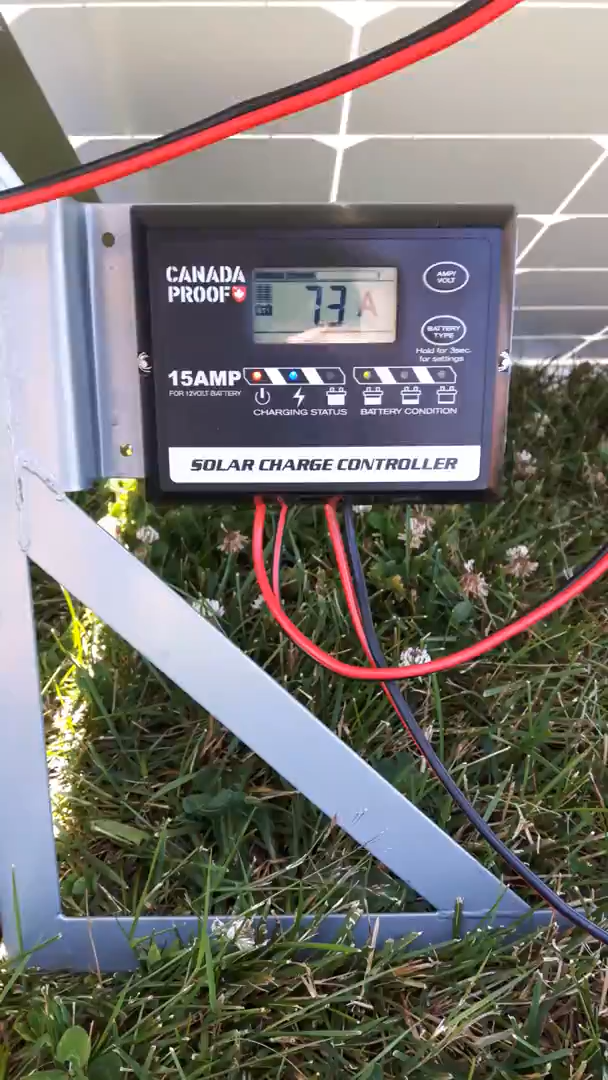 CANADA
PROOF
7.3 A
AMP/
VOLT
BATTERY
TYPE
Hold for 3sec.
for settings
15AMP
FOR 12VOLT BATTERY
CHARGING STATUS
BATTERY CONDITION
SOLAR CHARGE CONTROLLER